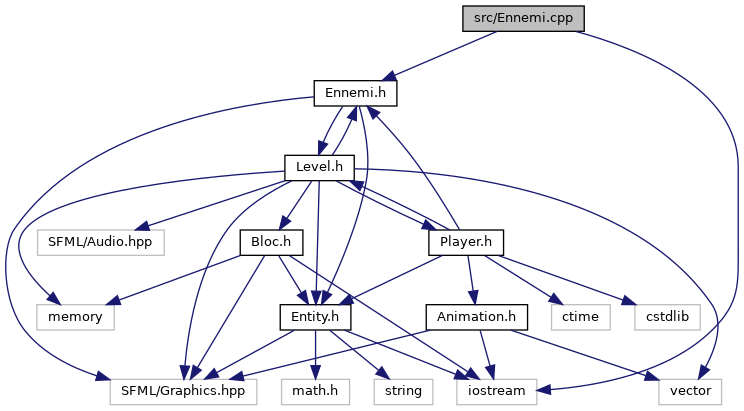 src/Ennemi.cpp
Ennemi.h
Level.h
SFML/Audio.hpp
Bloc.h
Player.h
memory
Entity.h
Animation.h
ctime
cstdlib
SFML/Graphics.hpp
math.h
string
iostream
vector